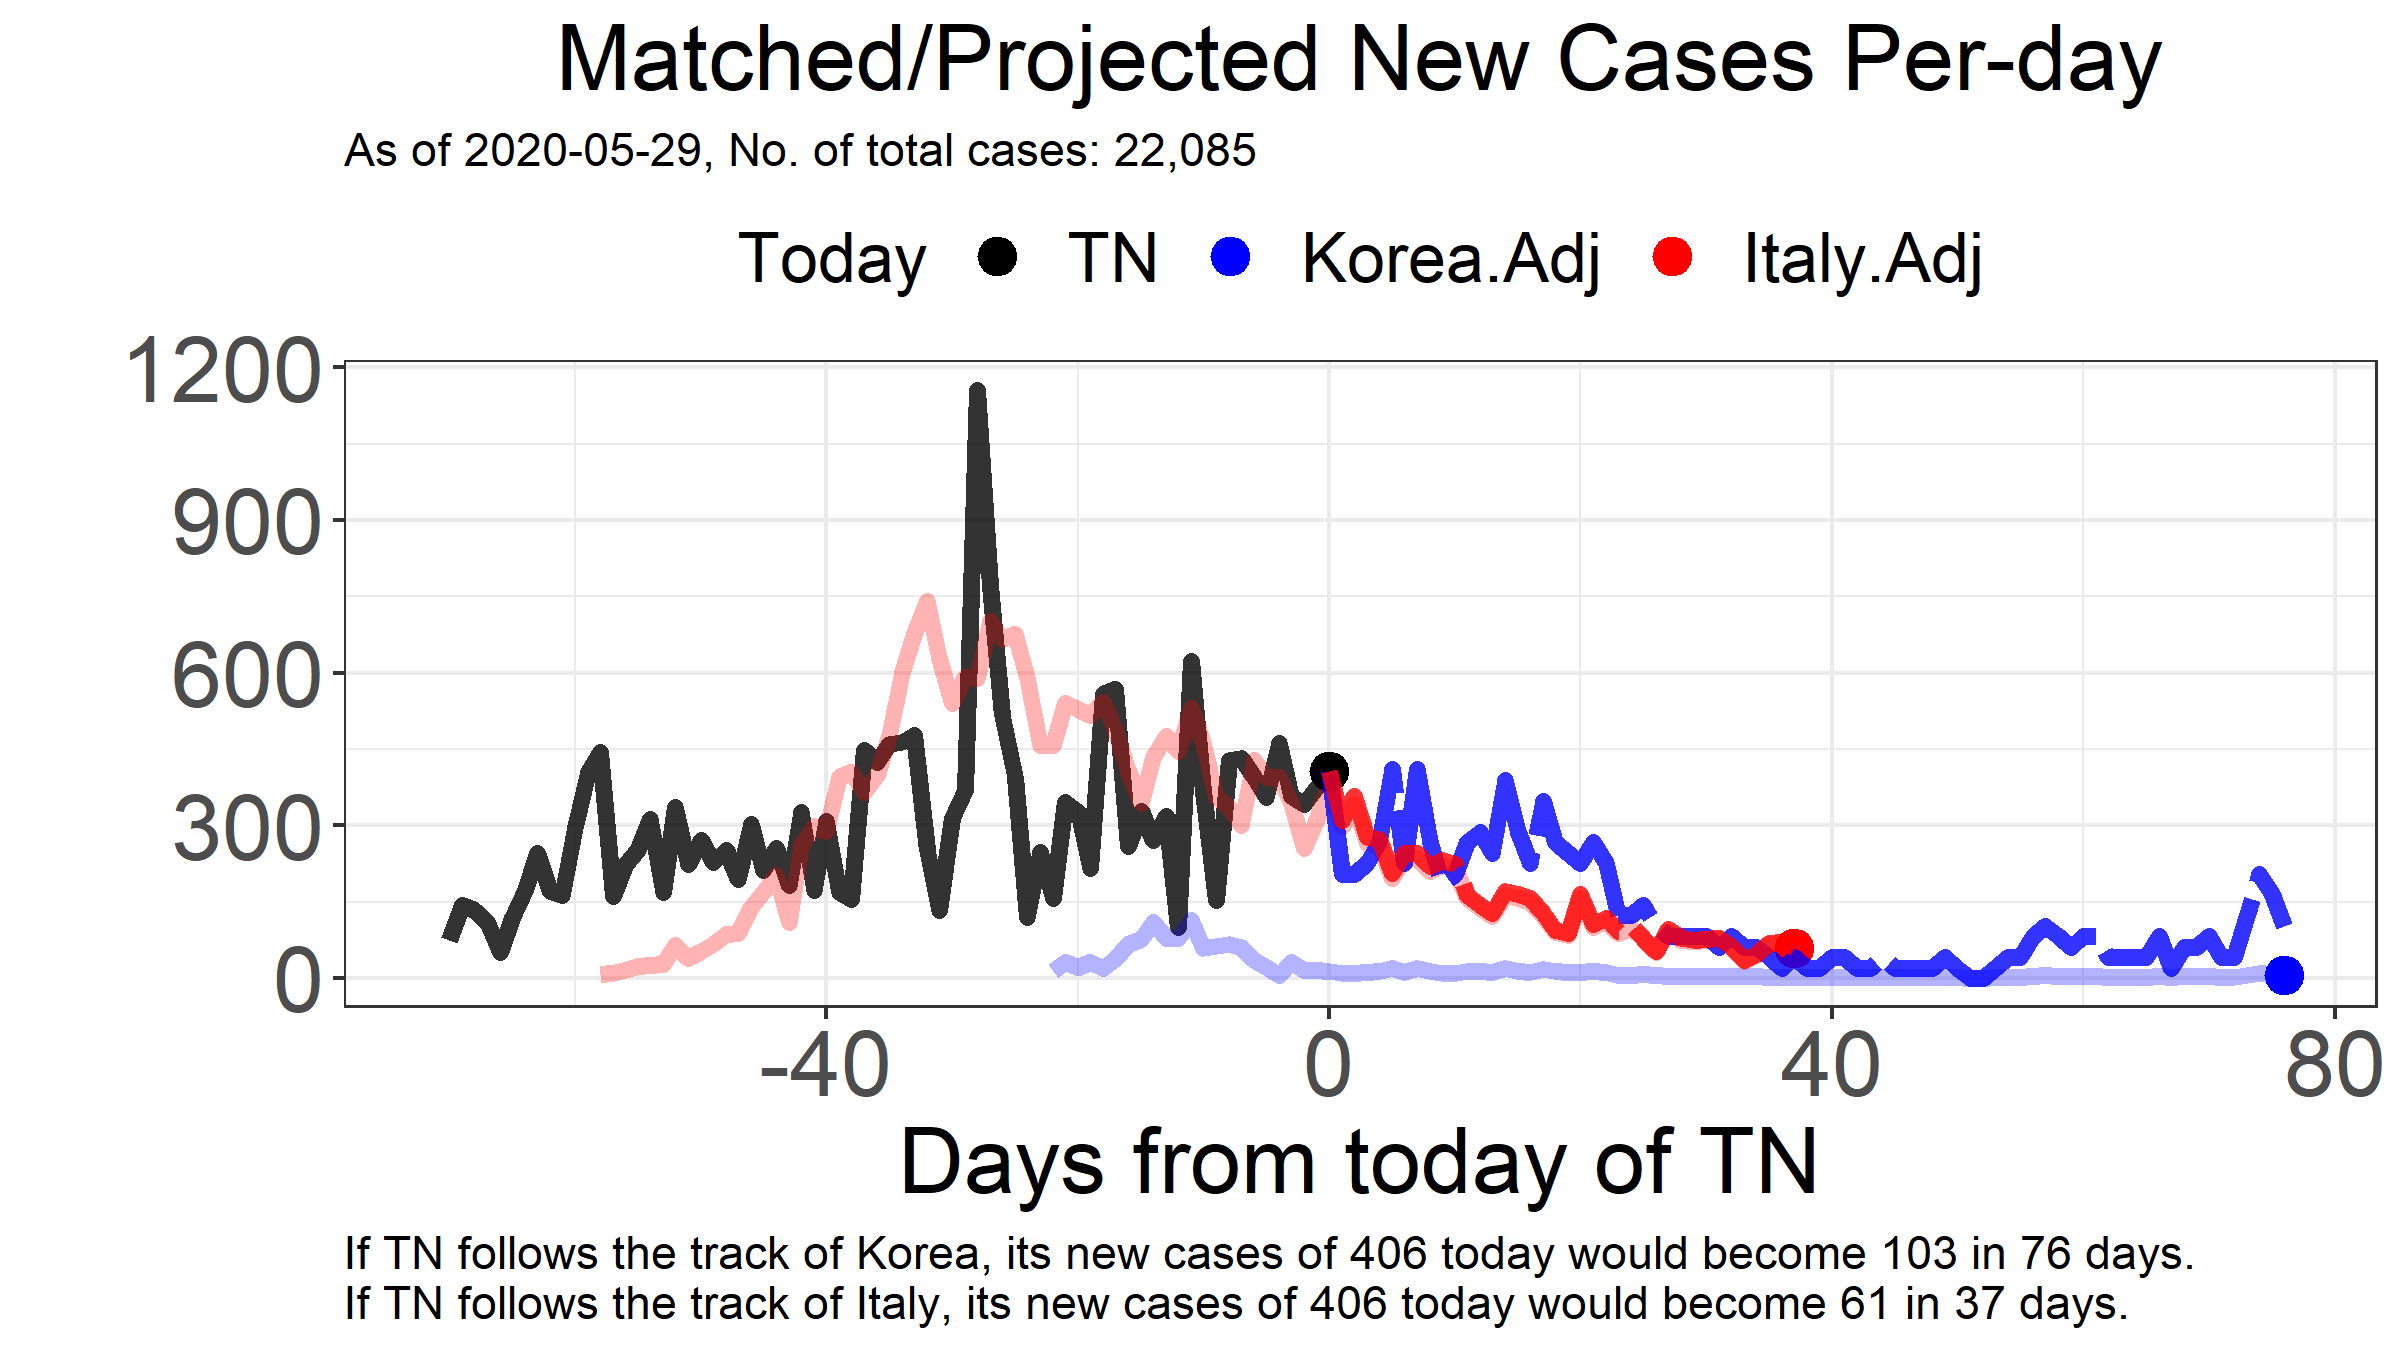 Matched/Projected New Cases Per-day
As of 2020-05-29, No. of total cases: 22,085
Today TN Korea.Adj Italy.Adj
1200
900
600
300
0
-40 0 40 80
Days from today of TN
If TN follows the track of Korea, its new cases of 406 today would become 103 in 76 days.
If TN follows the track of Italy, its new cases of 406 today would become 61 in 37 days.